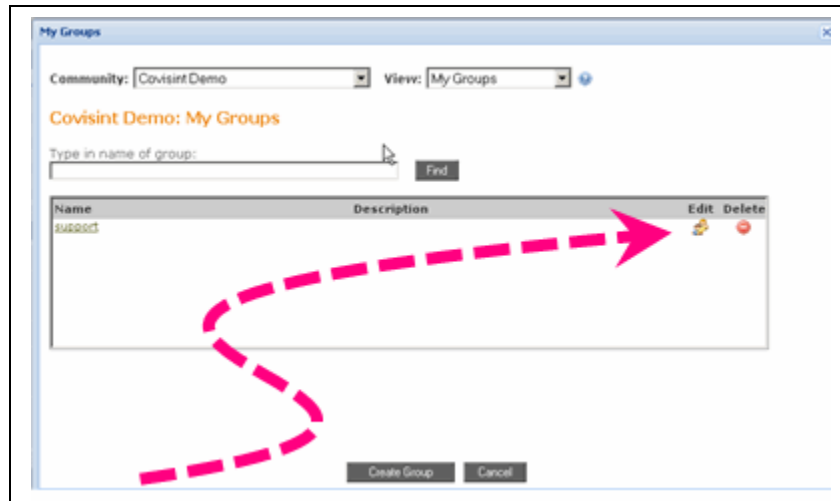 My Groups
Community: Covisint Demo View: My Groups
Covisint Demo: My Groups
Type in name of group:
Find
Name Description Edit Delete
support
Create Group Cancel